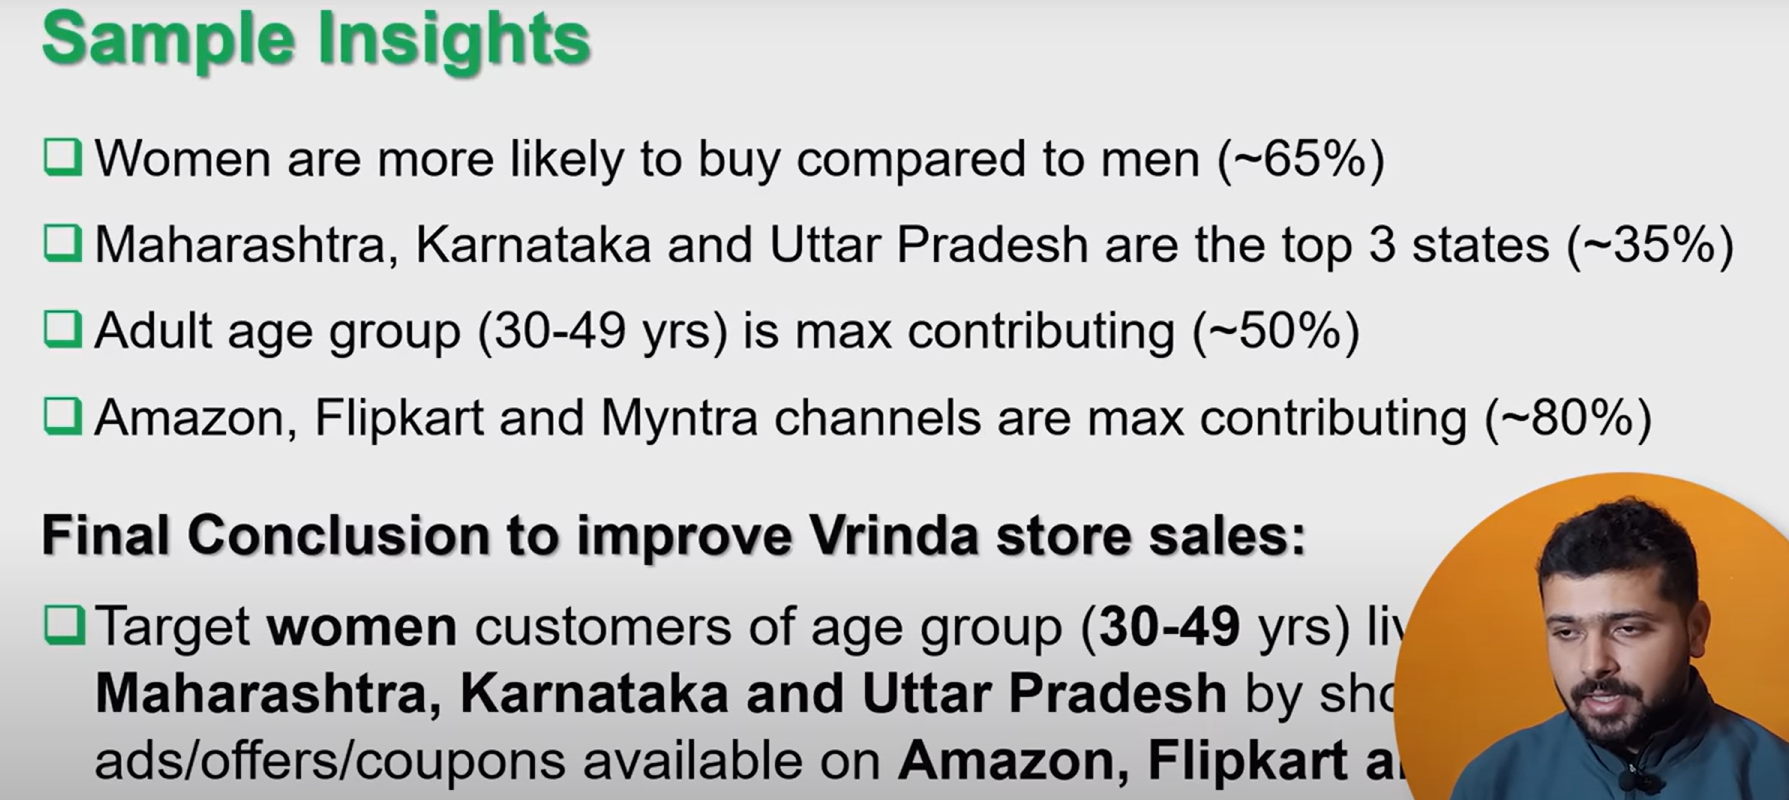 Sample Insights
Women are more likely to buy compared to men (~65%)
Maharashtra, Karnataka and Uttar Pradesh are the top 3 states (~35%)
Adult age group (30-49 yrs) is max contributing (~50%)
Amazon, Flipkart and Myntra channels are max contributing (~80%)
Final Conclusion to improve Vrinda store sales:
Target women customers of age group (30-49 yrs)
Maharashtra, Karnataka and Uttar Pradesh by
ads/offers/coupons available on Amazon, Flipkart